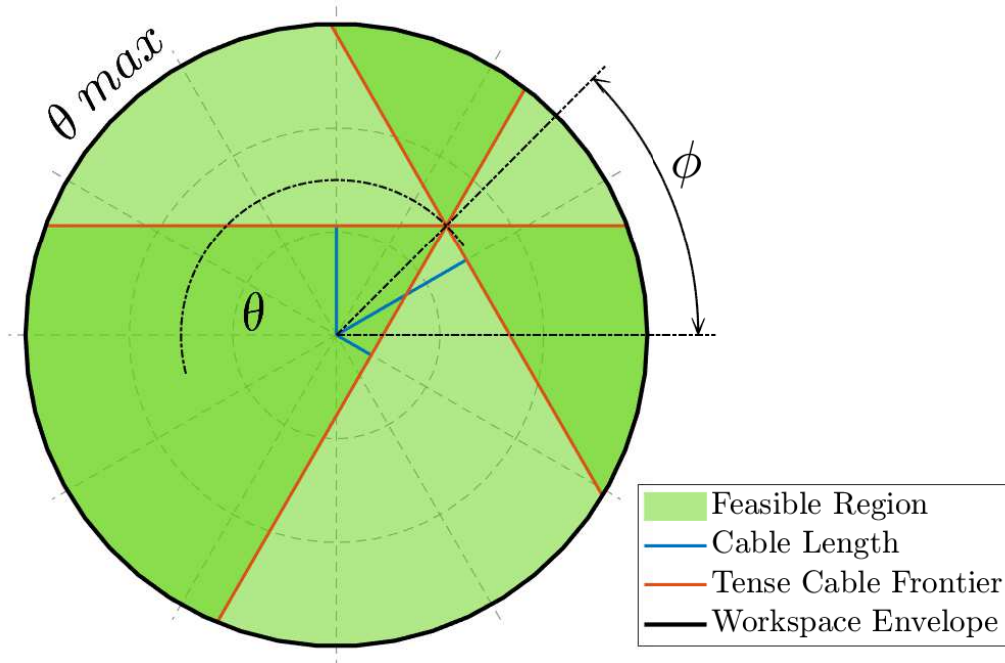 θ max
ϕ
θ
Feasible Region
Cable Length
Tense Cable Frontier
Workspace Envelope